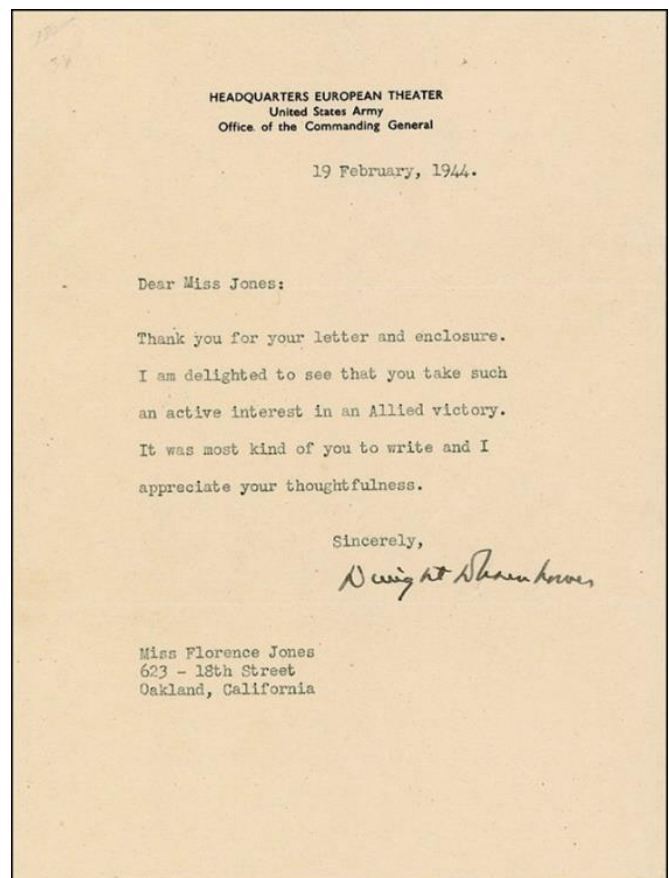 HEADQUARTERS EUROPEAN THEATER
United States Army
Office of the Commanding General
19 February, 1944.
Dear Miss Jones:
Thank you for your letter and enclosure.
I am delighted to see that you take such
an active interest in an Allied victory.
It was most kind of you to write and I
appreciate your thoughtfulness.
Sincerely,
Dwight D Eisenhower
Miss Florence Jones
623 - 18th Street
Oakland, California